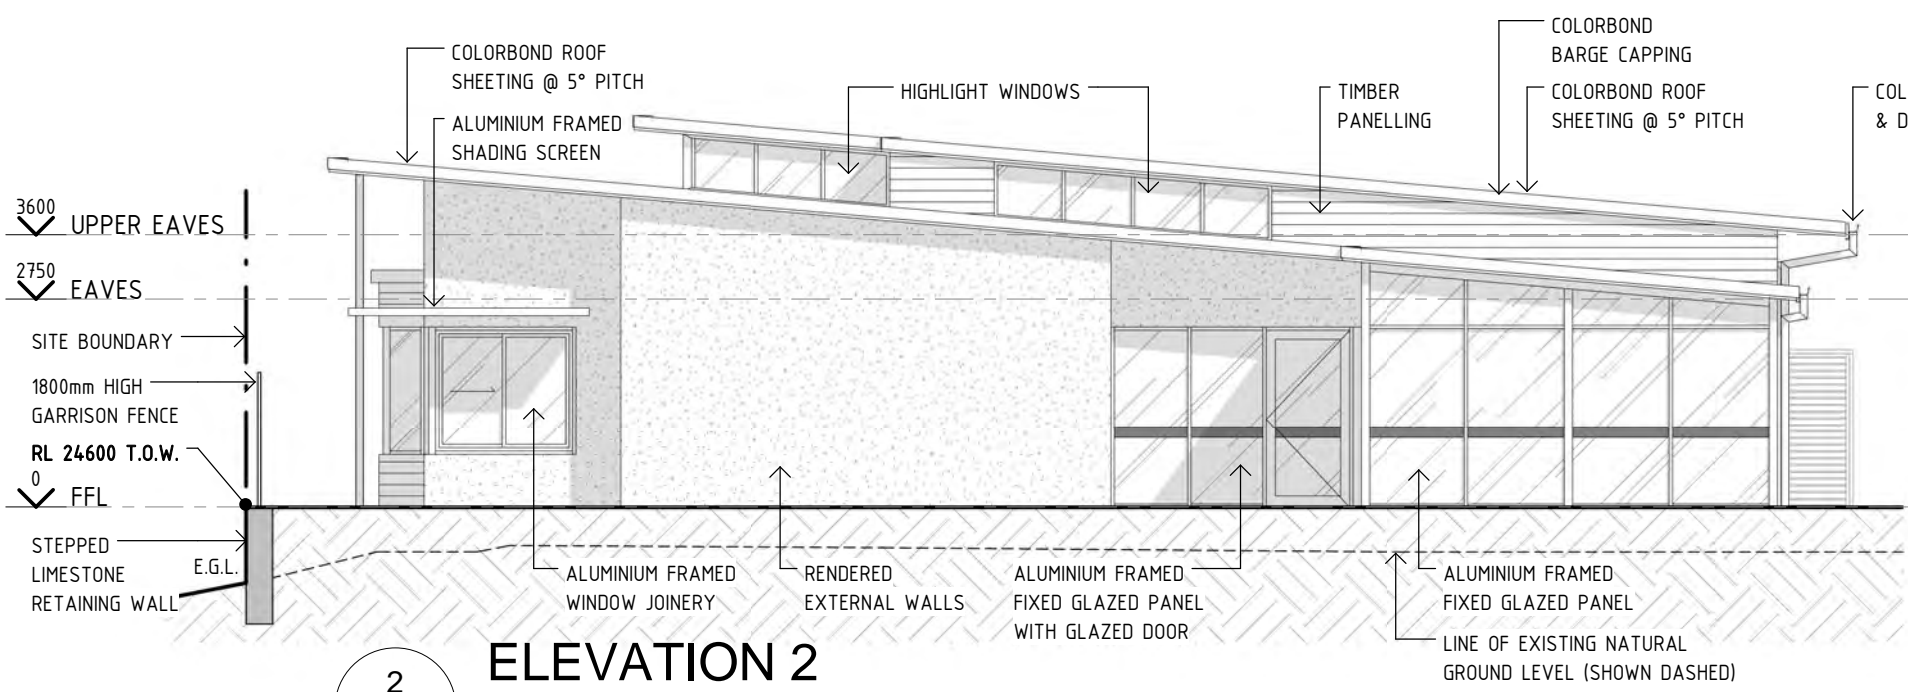 COLORBOND ROOF
SHEETING @ 5° PITCH
ALUMINIUM FRAMED
SHADING SCREEN
HIGHLIGHT WINDOWS
TIMBER
PANELLING
COLORBOND
BARGE CAPPING
COLORBOND ROOF
SHEETING @ 5° PITCH
COL
& D
3600
UPPER EAVES
2750
EAVES
SITE BOUNDARY
1800mm HIGH
GARRISON FENCE
RL 24600 T.O.W.
0
FFL
STEPPED
LIMESTONE
RETAINING WALL
E.G.L.
ALUMINIUM FRAMED
WINDOW JOINERY
RENDERED
EXTERNAL WALLS
ALUMINIUM FRAMED
FIXED GLAZED PANEL
WITH GLAZED DOOR
ALUMINIUM FRAMED
FIXED GLAZED PANEL
LINE OF EXISTING NATURAL
GROUND LEVEL (SHOWN DASHED)
2
ELEVATION 2